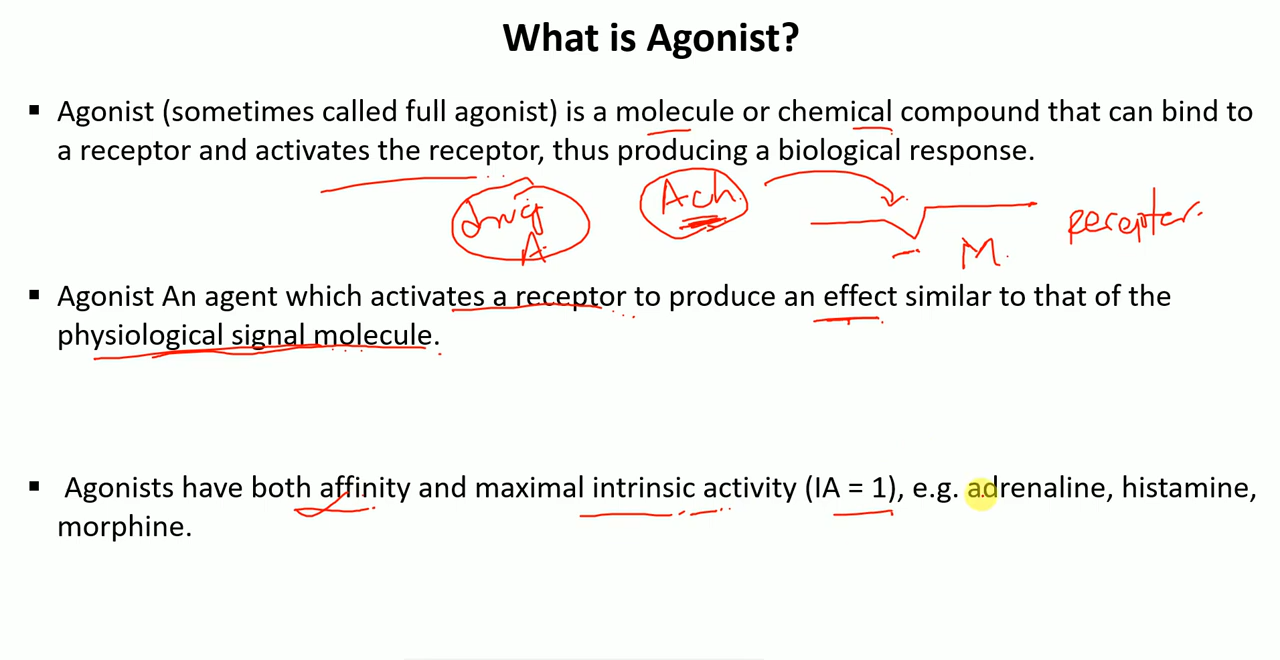 What is Agonist?
▪ Agonist (sometimes called full agonist) is a molecule or chemical compound that can bind to
a receptor and activates the receptor, thus producing a biological response.
drug
A
Ach
M
receptor
▪ Agonist An agent which activates a receptor to produce an effect similar to that of the
physiological signal molecule.
▪ Agonists have both affinity and maximal intrinsic activity (IA = 1), e.g. adrenaline, histamine,
morphine.